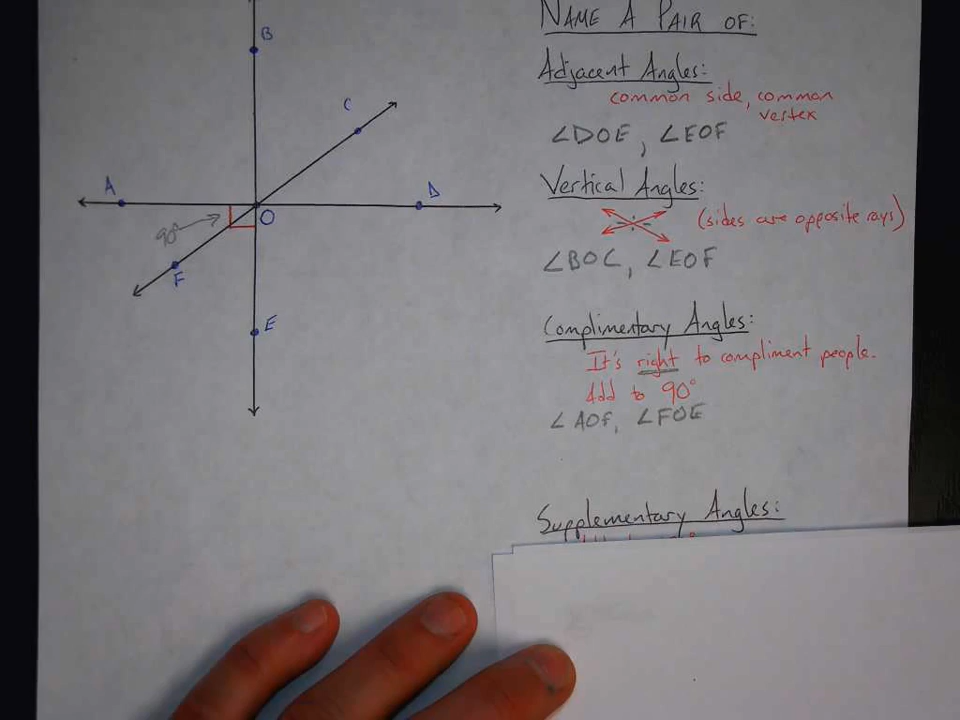 NAME A PAIR OF:
B
Adjacent Angles:
common side, common
vertex
C
∠DOE, ∠EOF
A
D
Vertical Angles:
O
90°
(sides are opposite rays)
F
∠BOC, ∠EOF
E
Complimentary Angles:
It's right to compliment people.
Add to 90°
∠AOF, ∠FOE
Supplementary Angles: